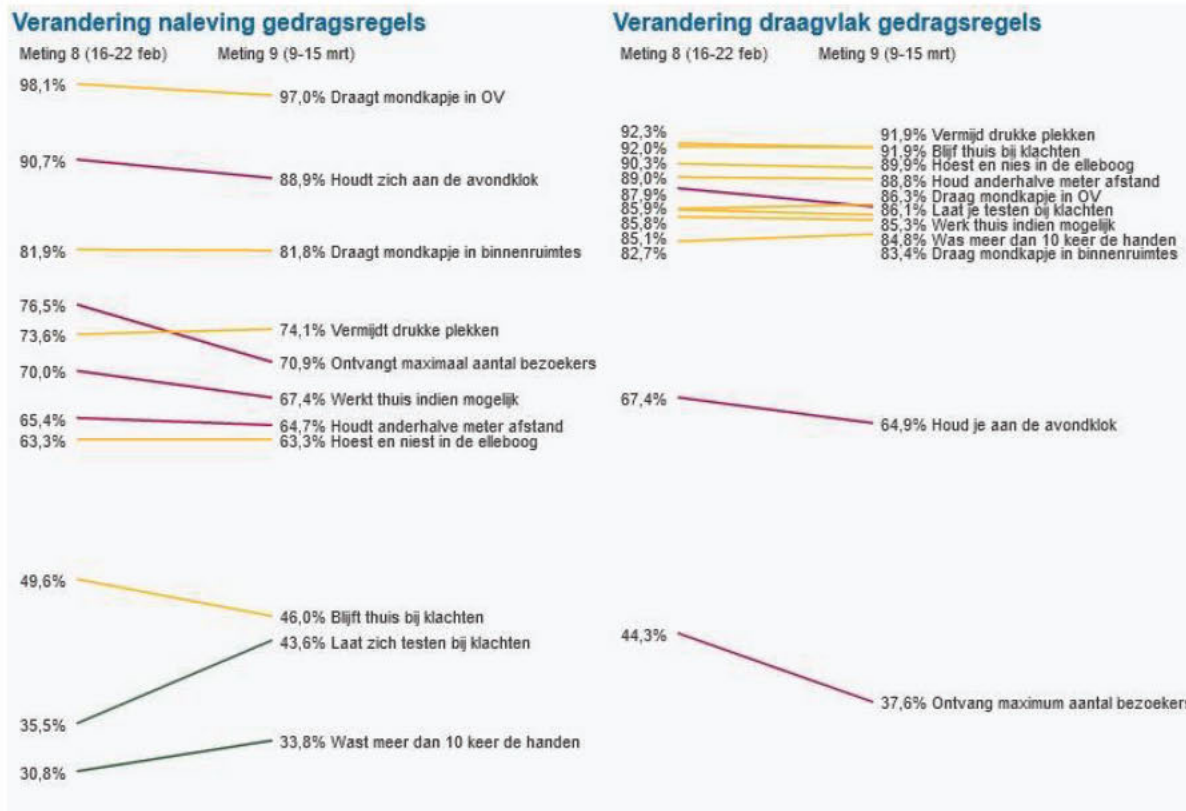 Verandering naleving gedragsregels
Meting 8 (16-22 feb) Meting 9 (9-15 mrt)
98,1%
97,0% Draagt mondkapje in OV
90,7%
88,9% Houdt zich aan de avondklok
81,9% 81,8% Draagt mondkapje in binnenruimtes
76,5%
73,6% 74,1% Vermijdt drukke plekken
70,9% Ontvangt maximaal aantal bezoekers
70,0%
67,4% Werkt thuis indien mogelijk
65,4% 64,7% Houdt anderhalve meter afstand
63,3% 63,3% Hoest en niest in de elleboog
49,6%
46,0% Blijft thuis bij klachten
43,6% Laat zich testen bij klachten
35,5%
33,8% Wast meer dan 10 keer de handen
30,8%
Verandering draagvlak gedragsregels
Meting 8 (16-22 feb) Meting 9 (9-15 mrt)
92,3% 91,9% Vermijd drukke plekken
92,0% 91,9% Blijf thuis bij klachten
90,3% 89,9% Hoest en nies in de elleboog
89,0% 88,8% Houd anderhalve meter afstand
87,9% 86,3% Draag mondkapje in OV
85,9% 86,1% Laat je testen bij klachten
85,8% 85,3% Werk thuis indien mogelijk
85,1% 84,8% Was meer dan 10 keer de handen
82,7% 83,4% Draag mondkapje in binnenruimtes
67,4%
64,9% Houd je aan de avondklok
44,3%
37,6% Ontvang maximum aantal bezoekers